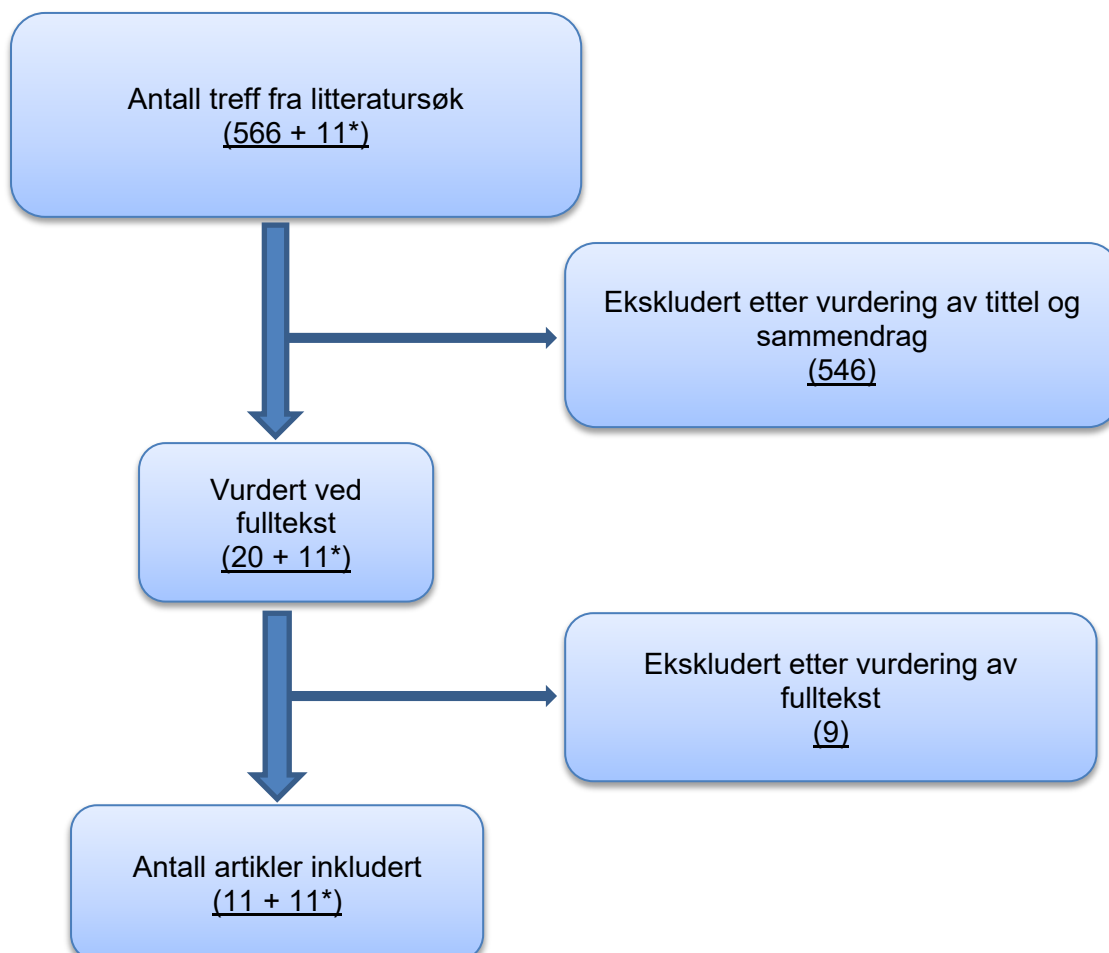 Antall treff fra litteratursøk
(566 + 11*)
Ekskludert etter vurdering av tittel og
sammendrag
(546)
Vurdert ved
fulltekst
(20 + 11*)
Ekskludert etter vurdering av
fulltekst
(9)
Antall artikler inkludert
(11 + 11*)